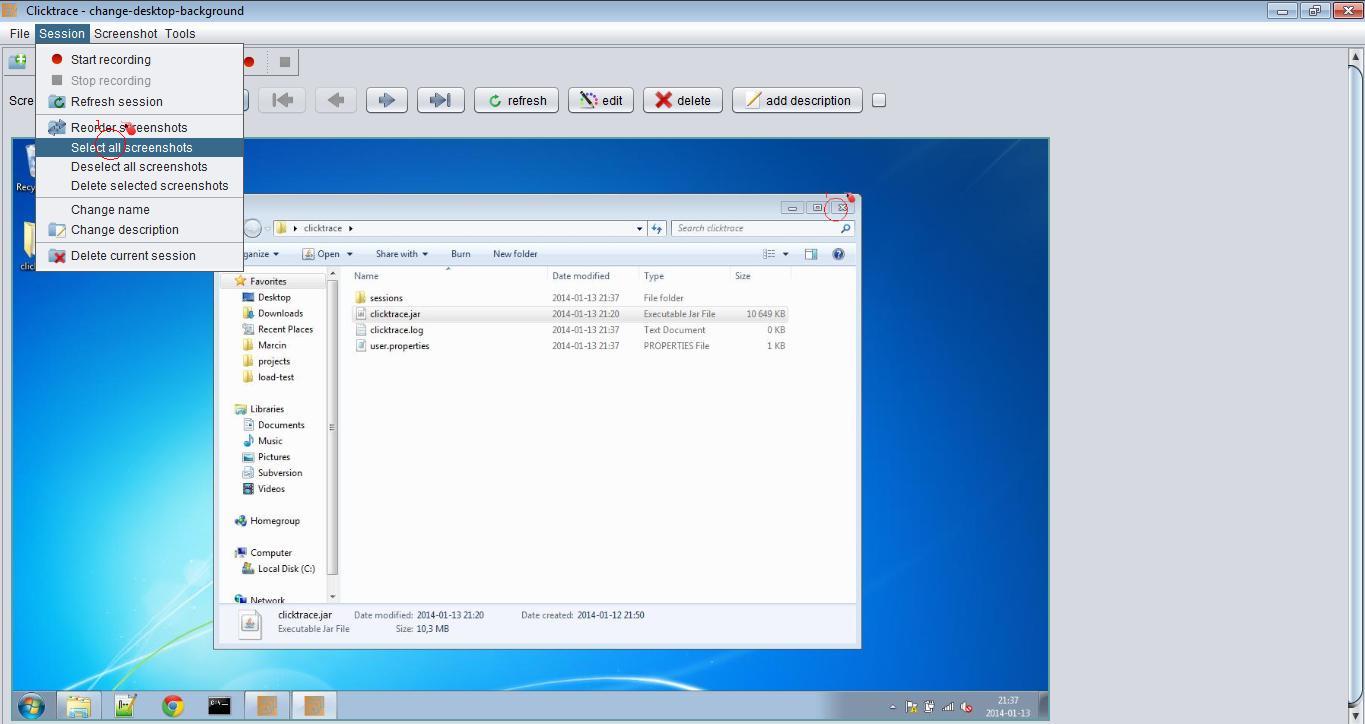 Clicktrace - change-desktop-background
File Session Screenshot Tools
Start recording
Stop recording
Refresh session
Scre
refresh
edit
delete
add description
Reorder screenshots
Select all screenshots
Deselect all screenshots
Delete selected screenshots
Change name
Change description
Delete current session
Recy
clic
clicktrace
Search clicktrace
ganize
Open
Share with
Burn
New folder
Name Date modified Type Size
sessions 2014-01-13 21:37 File folder
clicktrace.jar 2014-01-13 21:20 Executable Jar File 10 649 KB
clicktrace.log 2014-01-13 21:37 Text Document 0 KB
user.properties 2014-01-13 21:37 PROPERTIES File 1 KB
Favorites
Desktop
Downloads
Recent Places
Marcin
projects
load-test
Libraries
Documents
Music
Pictures
Subversion
Videos
Homegroup
Computer
Local Disk (C:)
Network
clicktrace.jar Date modified: 2014-01-13 21:20 Date created: 2014-01-12 21:50
Executable Jar File Size: 10,3 MB
21:37
2014-01-13